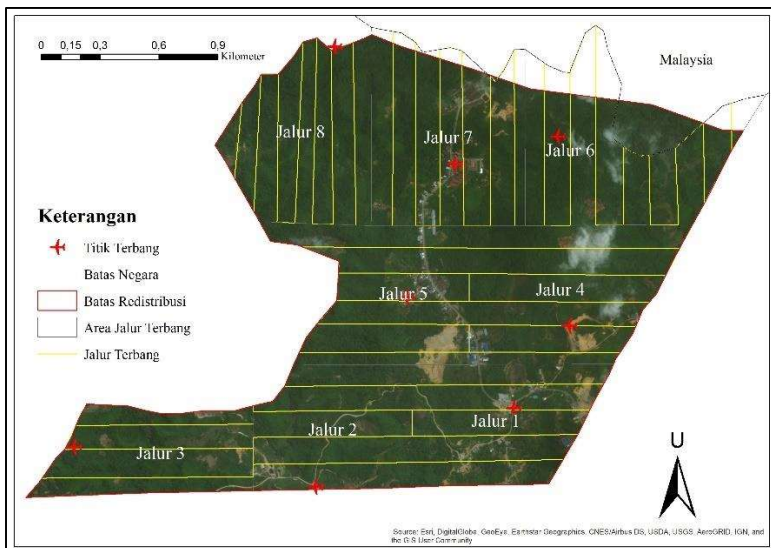 0 0,15 0,3 0,6 0,9
Kilometer
Malaysia
Jalur 8
Jalur 7
Jalur 6
Keterangan
Titik Terbang
Batas Negara
Batas Redistribusi
Area Jalur Terbang
Jalur Terbang
Jalur 5
Jalur 4
Jalur 3
Jalur 2
Jalur 1
U
Source: Esri, DigitalGlobe, GeoEye, Earthstar Geographics, CNES/Airbus DS, USDA, USGS, AeroGRID, IGN, and
the GIS User Community